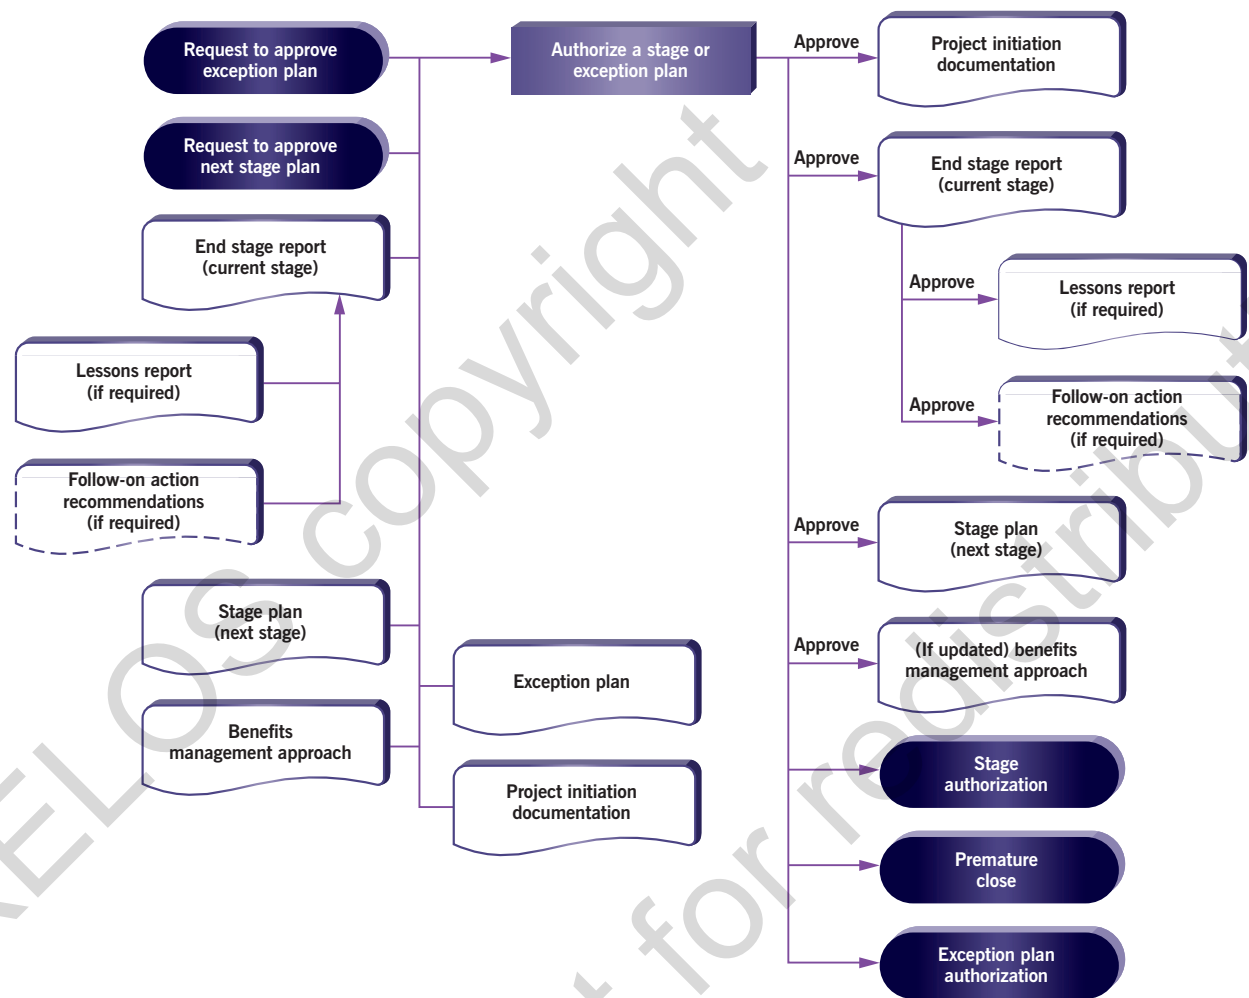 Request to approve
exception plan
Authorize a stage or
exception plan
Approve
Project initiation
documentation
Request to approve
next stage plan
Approve
End stage report
(current stage)
End stage report
(current stage)
Approve
Lessons report
(if required)
Lessons report
(if required)
Approve
Follow-on action
recommendations
(if required)
Follow-on action
recommendations
(if required)
Approve
Stage plan
(next stage)
Stage plan
(next stage)
Approve
(If updated) benefits
management approach
Exception plan
Benefits
management approach
Stage
authorization
Project initiation
documentation
Premature
close
Exception plan
authorization
copyright
for